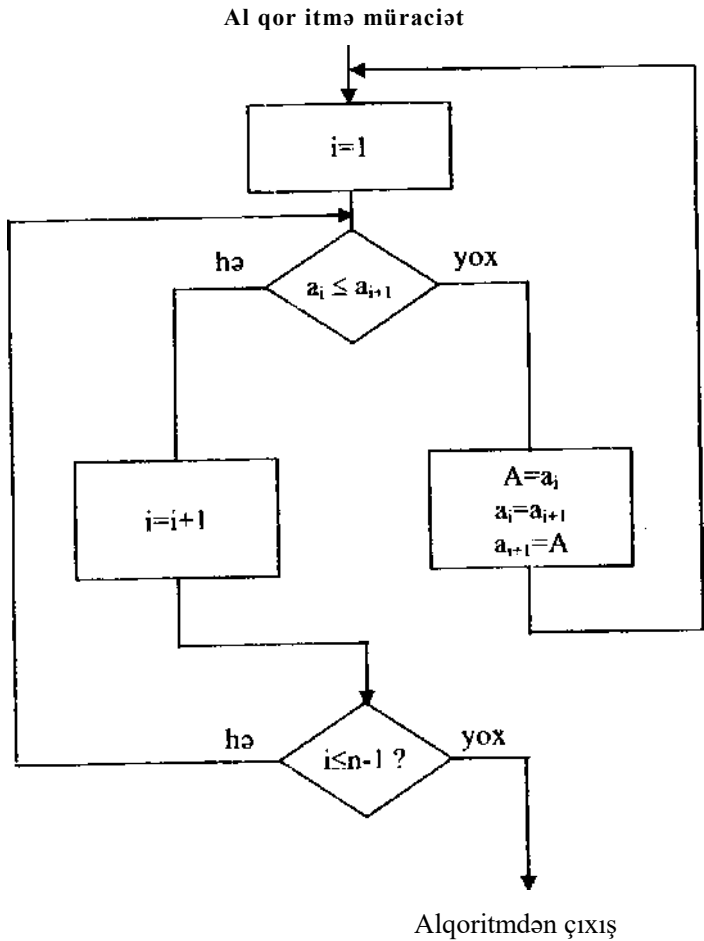 Al qor itmə müraciət
i=1
hə
yox
aᵢ ≤ aᵢ₊₁
i=i+1
A=aᵢ
aᵢ=aᵢ₊₁
aᵢ₊₁=A
hə
yox
i≤n-1 ?
Alqoritmdən çıxış